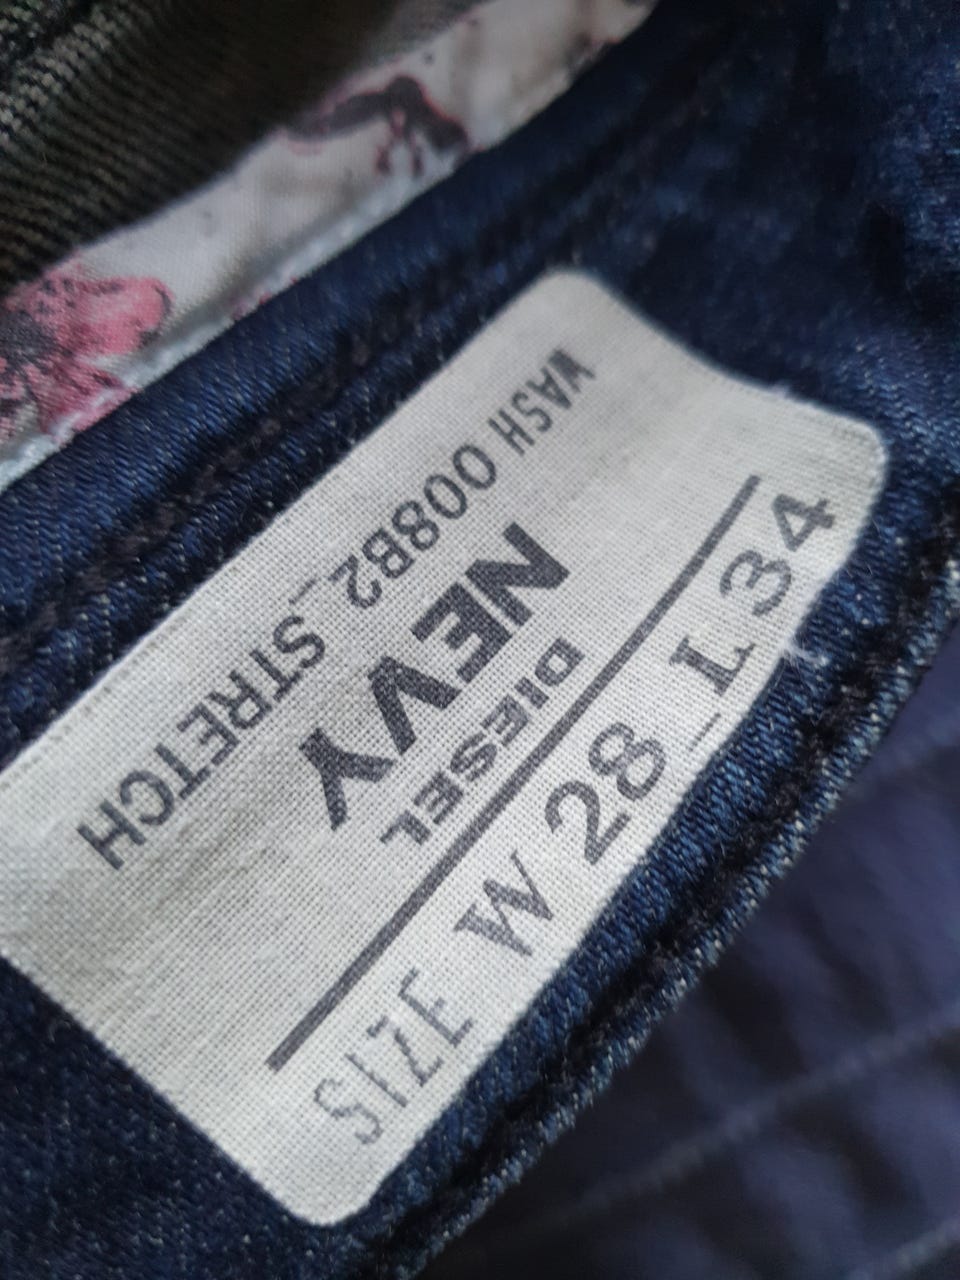 DIESEL
NEVY
WASH 008B2_STRETCH
SIZE W 28_L 34